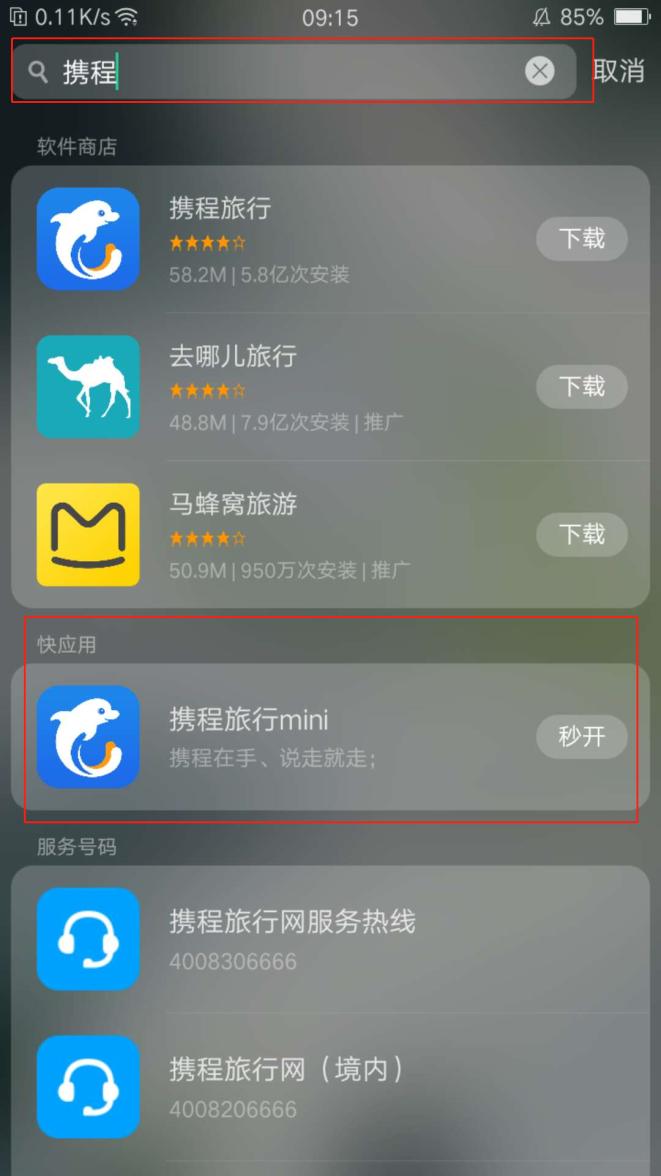 0.11K/s
09:15
85%
携程
取消
软件商店
携程旅行
★★★★☆
58.2M | 5.8亿次安装
下载
去哪儿旅行
★★★★☆
48.8M | 7.9亿次安装 | 推广
下载
马蜂窝旅游
★★★★☆
50.9M | 950万次安装 | 推广
下载
快应用
携程旅行mini
携程在手、说走就走;
秒开
服务号码
携程旅行网服务热线
4008306666
携程旅行网（境内）
4008206666